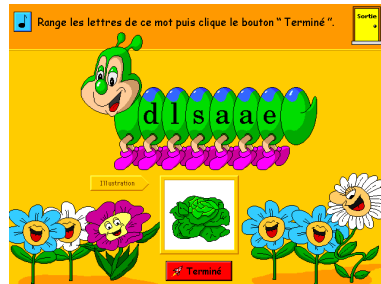 Range les lettres de ce mot puis clique le bouton “ Terminé ”.
Sortie
d l s a a e
Illustration
Terminé